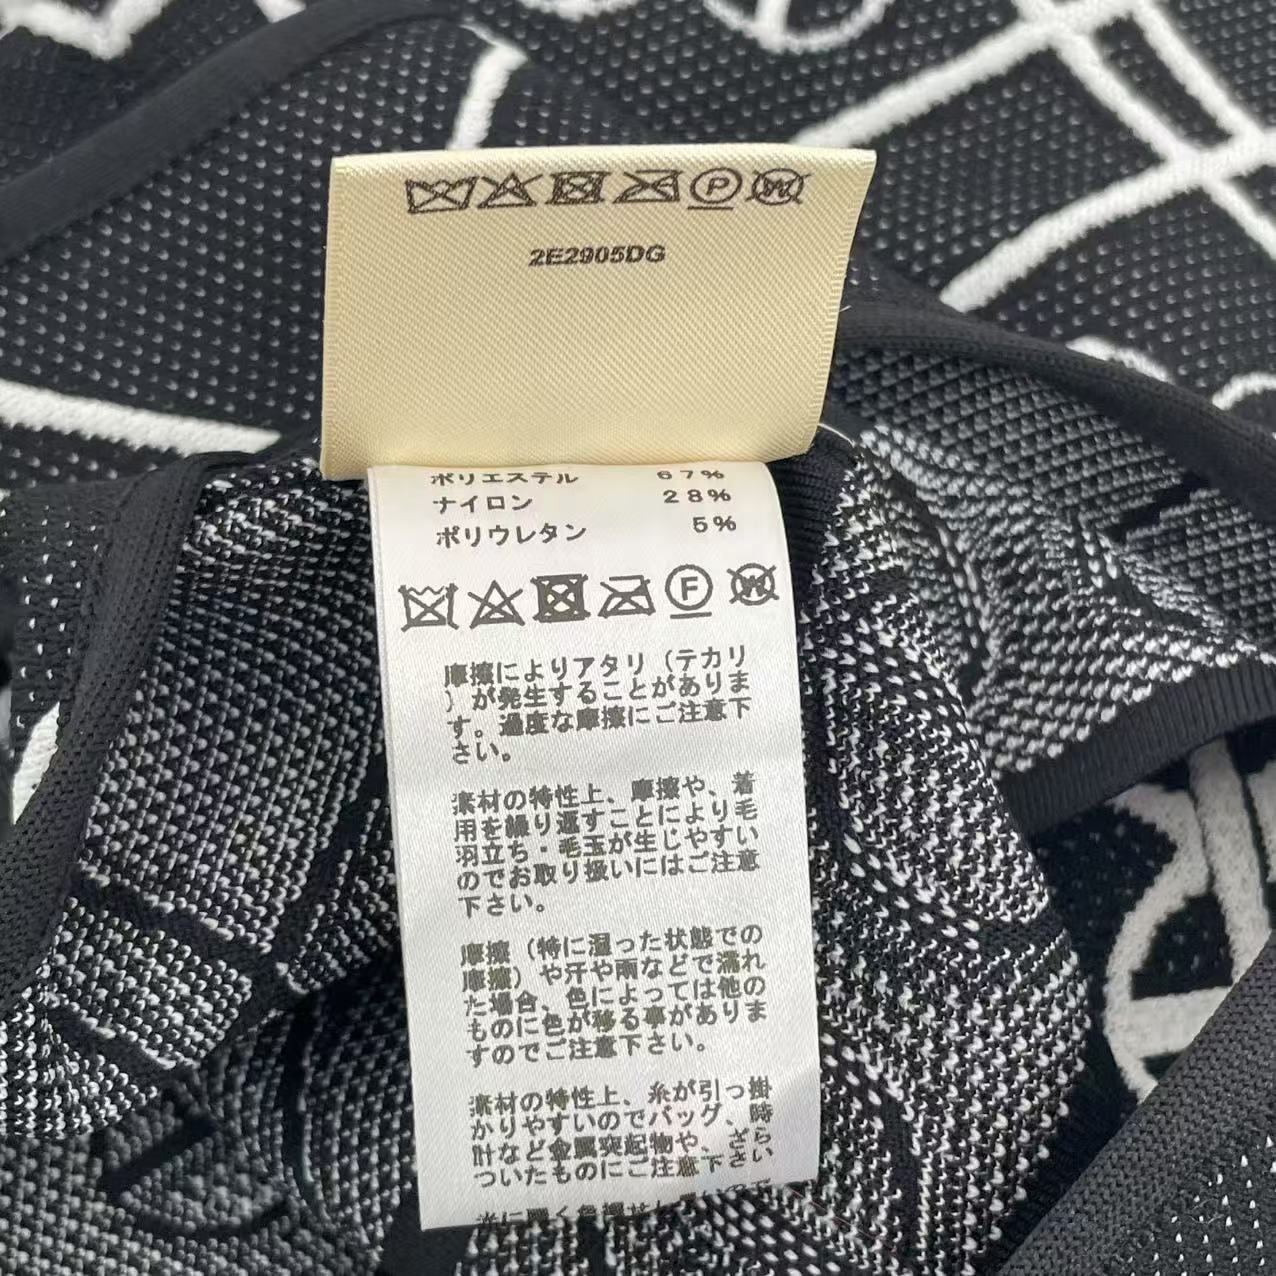 P W
2E2905DG
ポリエステル 67%
ナイロン 28%
ポリウレタン 5%
F W
摩擦によりアタリ（テカリ
）が発生することがありま
す。過度な摩擦にご注意下
さい。
素材の特性上、摩擦や、着
用を繰り返すことにより毛
羽立ち・毛玉が生じやすい
のでお取り扱いにはご注意
下さい。
摩擦（特に湿った状態での
摩擦）や汗や雨などで濡れ
た場合、色によっては他の
ものに色が移る事がありま
すのでご注意下さい。
素材の特性上、糸が引っ掛
かりやすいのでバッグ、時
計など金属突起物や、ざら
ついたものにご注意下さい